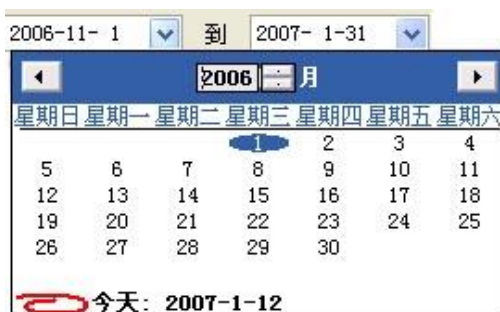 2006-11- 1 到 2007- 1-31
2006 月
星期日 星期一 星期二 星期三 星期四 星期五 星期六
1 2 3 4
5 6 7 8 9 10 11
12 13 14 15 16 17 18
19 20 21 22 23 24 25
26 27 28 29 30
今天: 2007-1-12